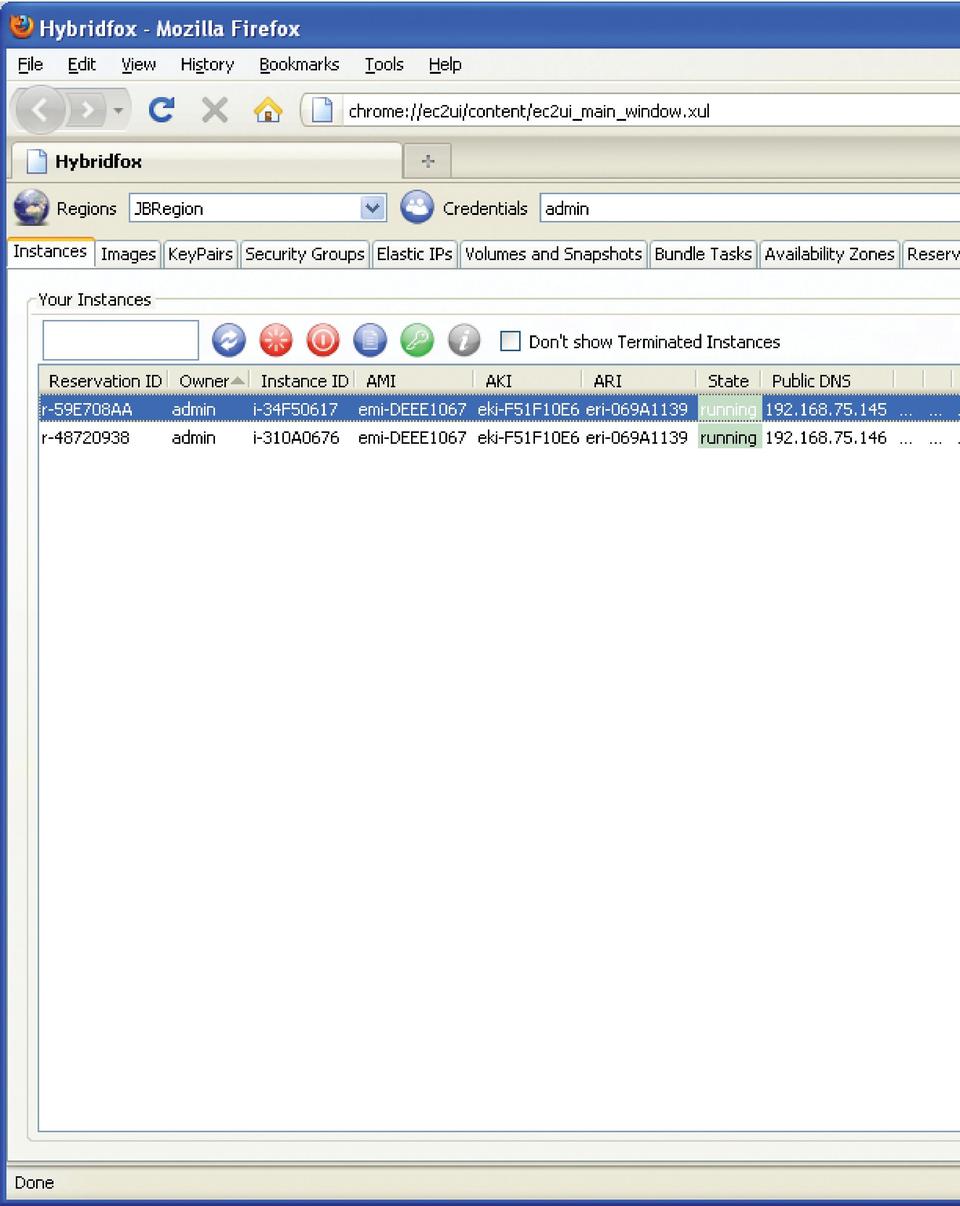 Hybridfox - Mozilla Firefox
File Edit View History Bookmarks Tools Help
chrome://ec2ui/content/ec2ui_main_window.xul
Hybridfox
Regions JBRegion Credentials admin
Instances Images KeyPairs Security Groups Elastic IPs Volumes and Snapshots Bundle Tasks Availability Zones Reserv
Your Instances
Don't show Terminated Instances
Reservation ID Owner Instance ID AMI AKI ARI State Public DNS
r-59E708AA admin i-34F50617 emi-DEEE1067 eki-F51F10E6 eri-069A1139 running 192.168.75.145 ... ...
r-48720938 admin i-310A0676 emi-DEEE1067 eki-F51F10E6 eri-069A1139 running 192.168.75.146 ... ... .
Done